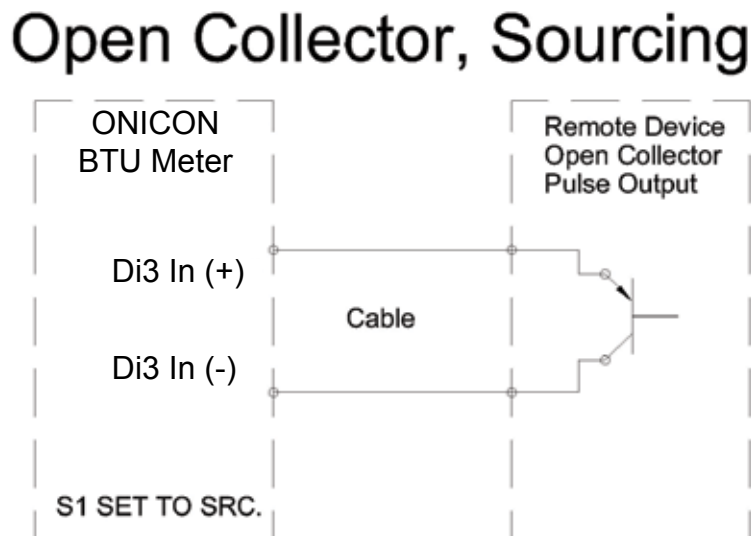 Open Collector, Sourcing
ONICON
BTU Meter
Remote Device
Open Collector
Pulse Output
Di3 In (+)
Cable
Di3 In (-)
S1 SET TO SRC.